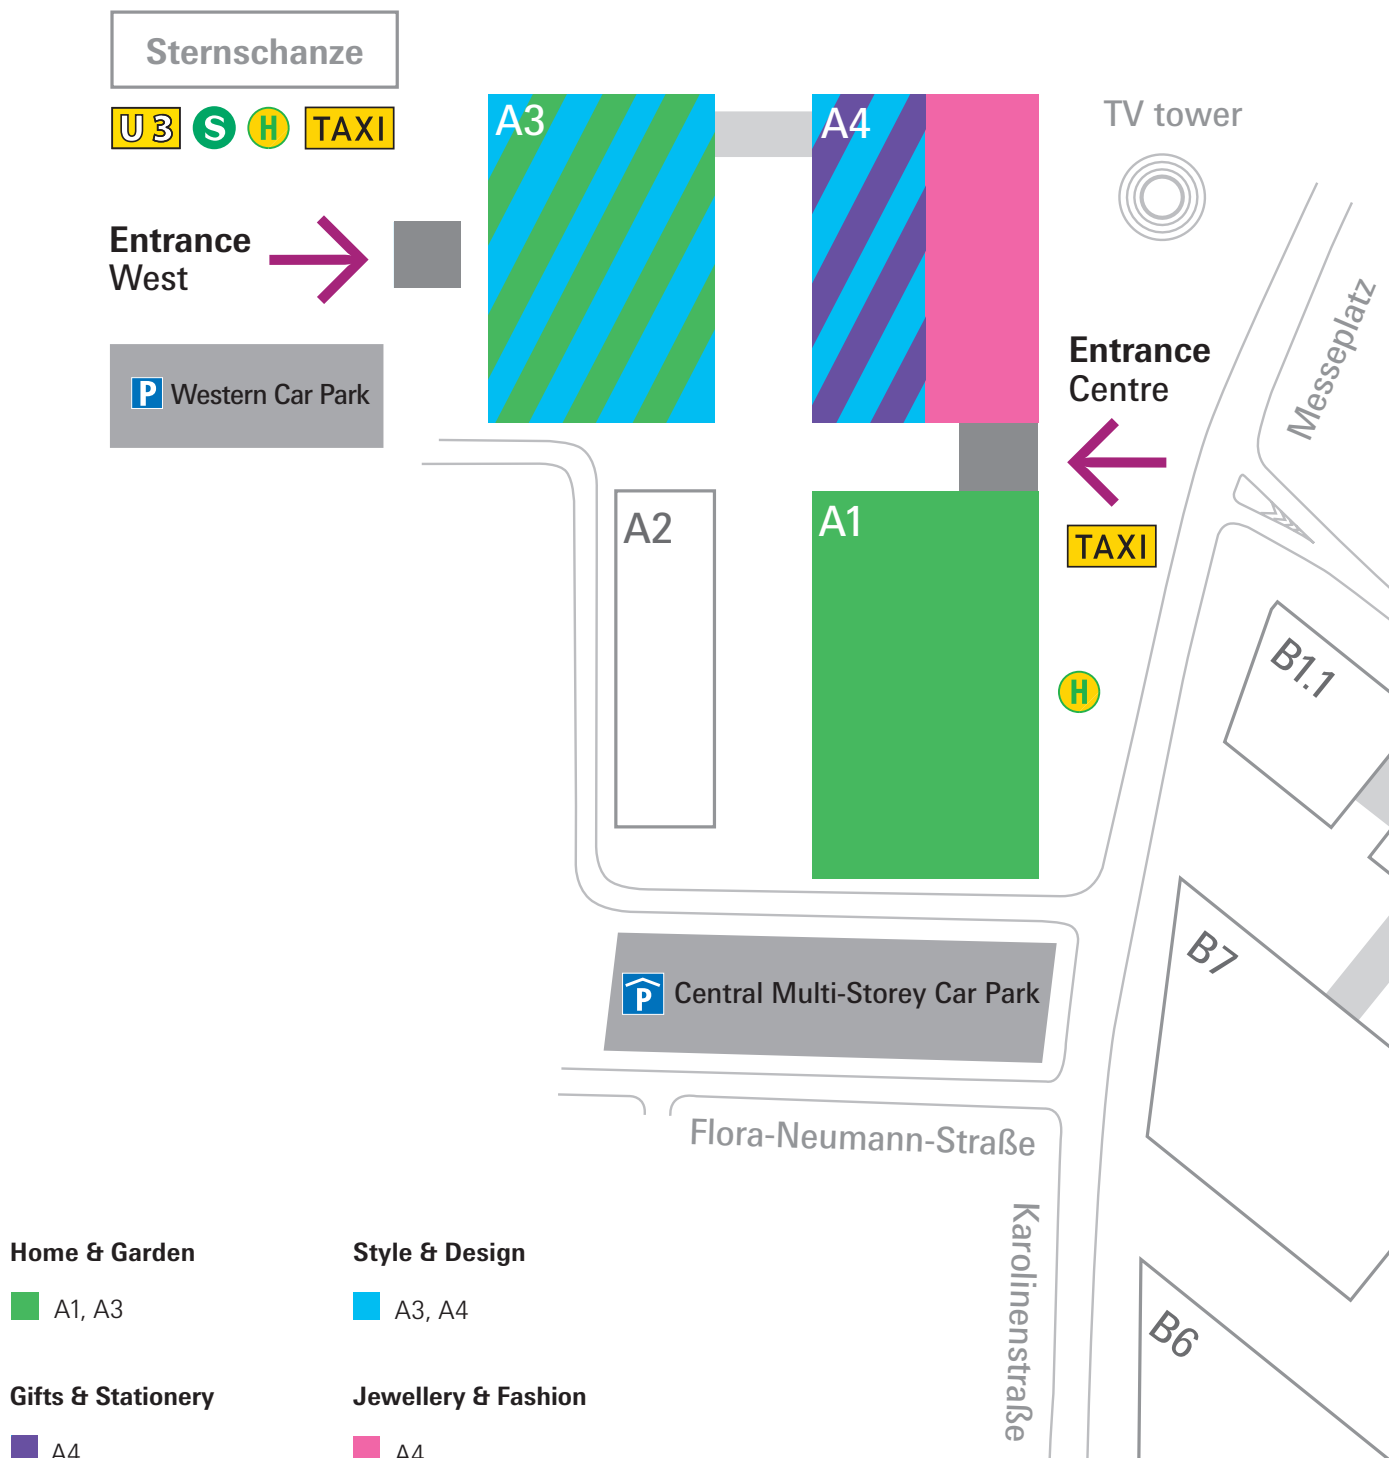 Sternschanze
U3 S H TAXI
A3
A4
TV tower
Entrance
West
Messeplatz
Entrance
Centre
P Western Car Park
A2
A1
TAXI
B1.1
H
B7
P Central Multi-Storey Car Park
Flora-Neumann-Straße
Karolinenstraße
B6
Home & Garden
A1, A3
Style & Design
A3, A4
Gifts & Stationery
A4
Jewellery & Fashion
A4